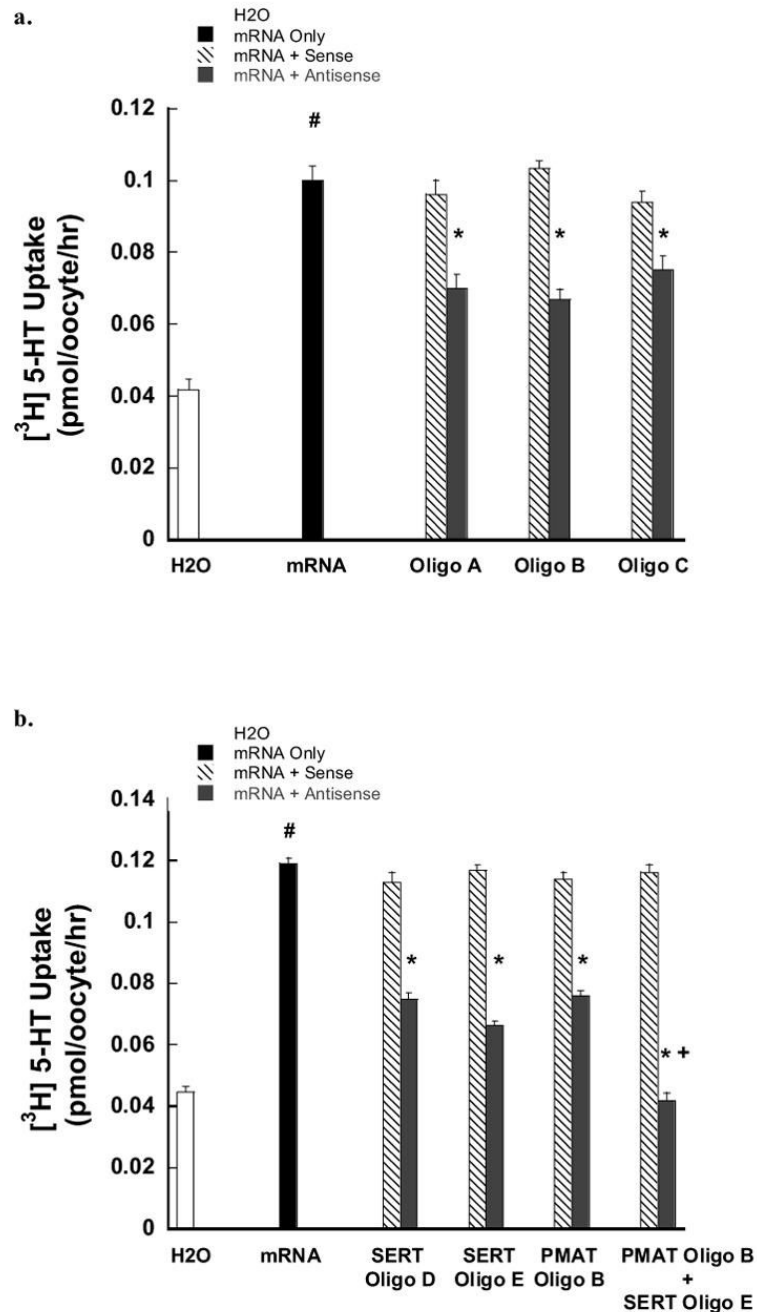 a.
H2O
mRNA Only
mRNA + Sense
mRNA + Antisense
0.12
#
0.1
*
*
*
0.08
0.06
0.04
0.02
0
[³H] 5-HT Uptake
(pmol/oocyte/hr)
H2O
mRNA
Oligo A
Oligo B
Oligo C
b.
H2O
mRNA Only
mRNA + Sense
mRNA + Antisense
0.14
#
0.12
0.1
*
*
*
0.08
0.06
* +
0.04
0.02
0
[³H] 5-HT Uptake
(pmol/oocyte/hr)
H2O
mRNA
SERT
Oligo D
SERT
Oligo E
PMAT
Oligo B
PMAT Oligo B
+
SERT Oligo E